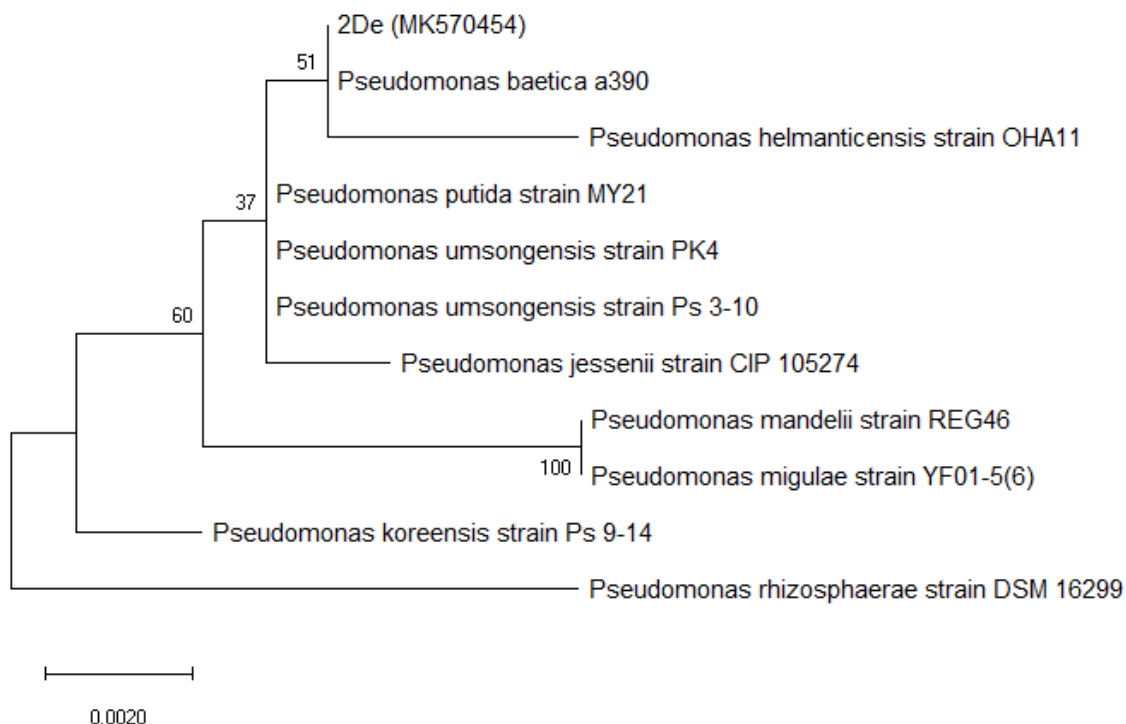 2De (MK570454)
51
Pseudomonas baetica a390
Pseudomonas helmanticensis strain OHA11
37
Pseudomonas putida strain MY21
Pseudomonas umsongensis strain PK4
Pseudomonas umsongensis strain Ps 3-10
60
Pseudomonas jessenii strain CIP 105274
Pseudomonas mandelii strain REG46
100
Pseudomonas migulae strain YF01-5(6)
Pseudomonas koreensis strain Ps 9-14
Pseudomonas rhizosphaerae strain DSM 16299
0.0020